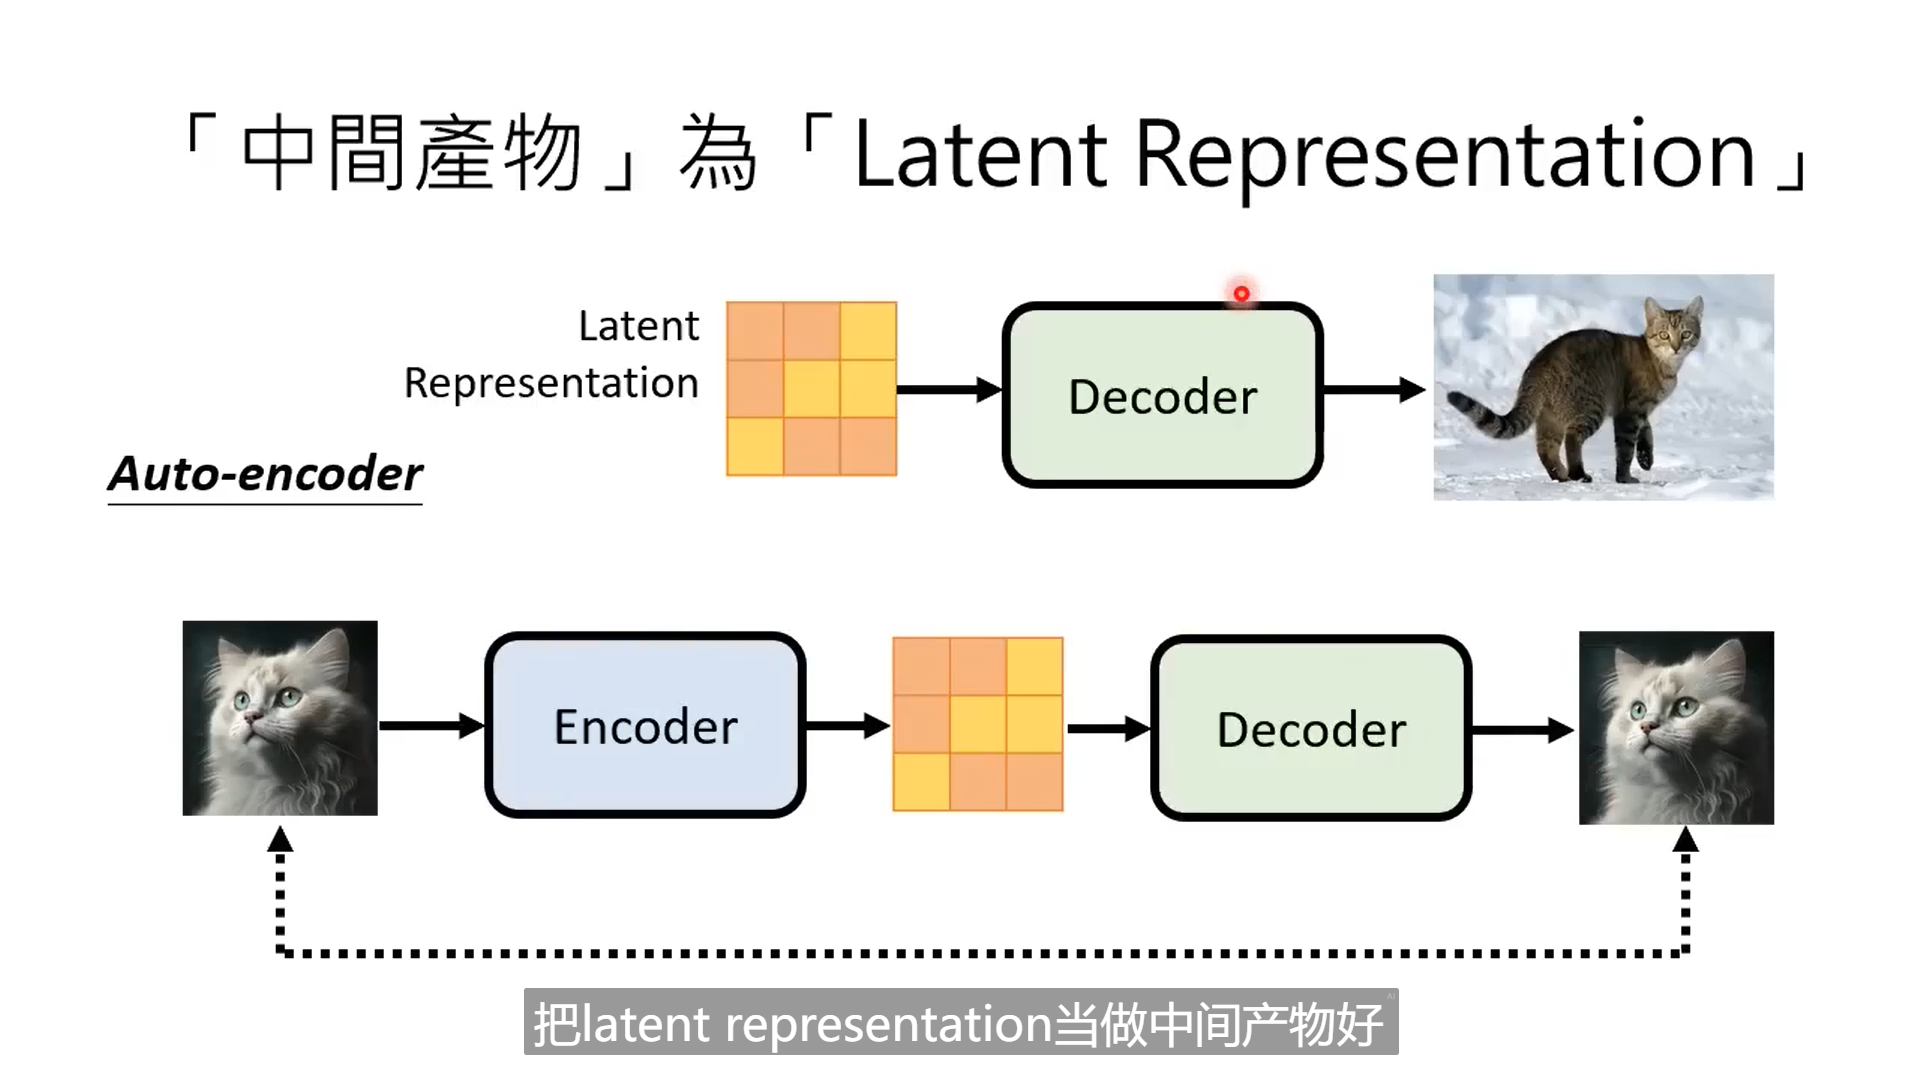 「中間產物」為「Latent Representation」
Latent
Representation
Decoder
Auto-encoder
Encoder
Decoder
把latent representation当做中间产物好
AI